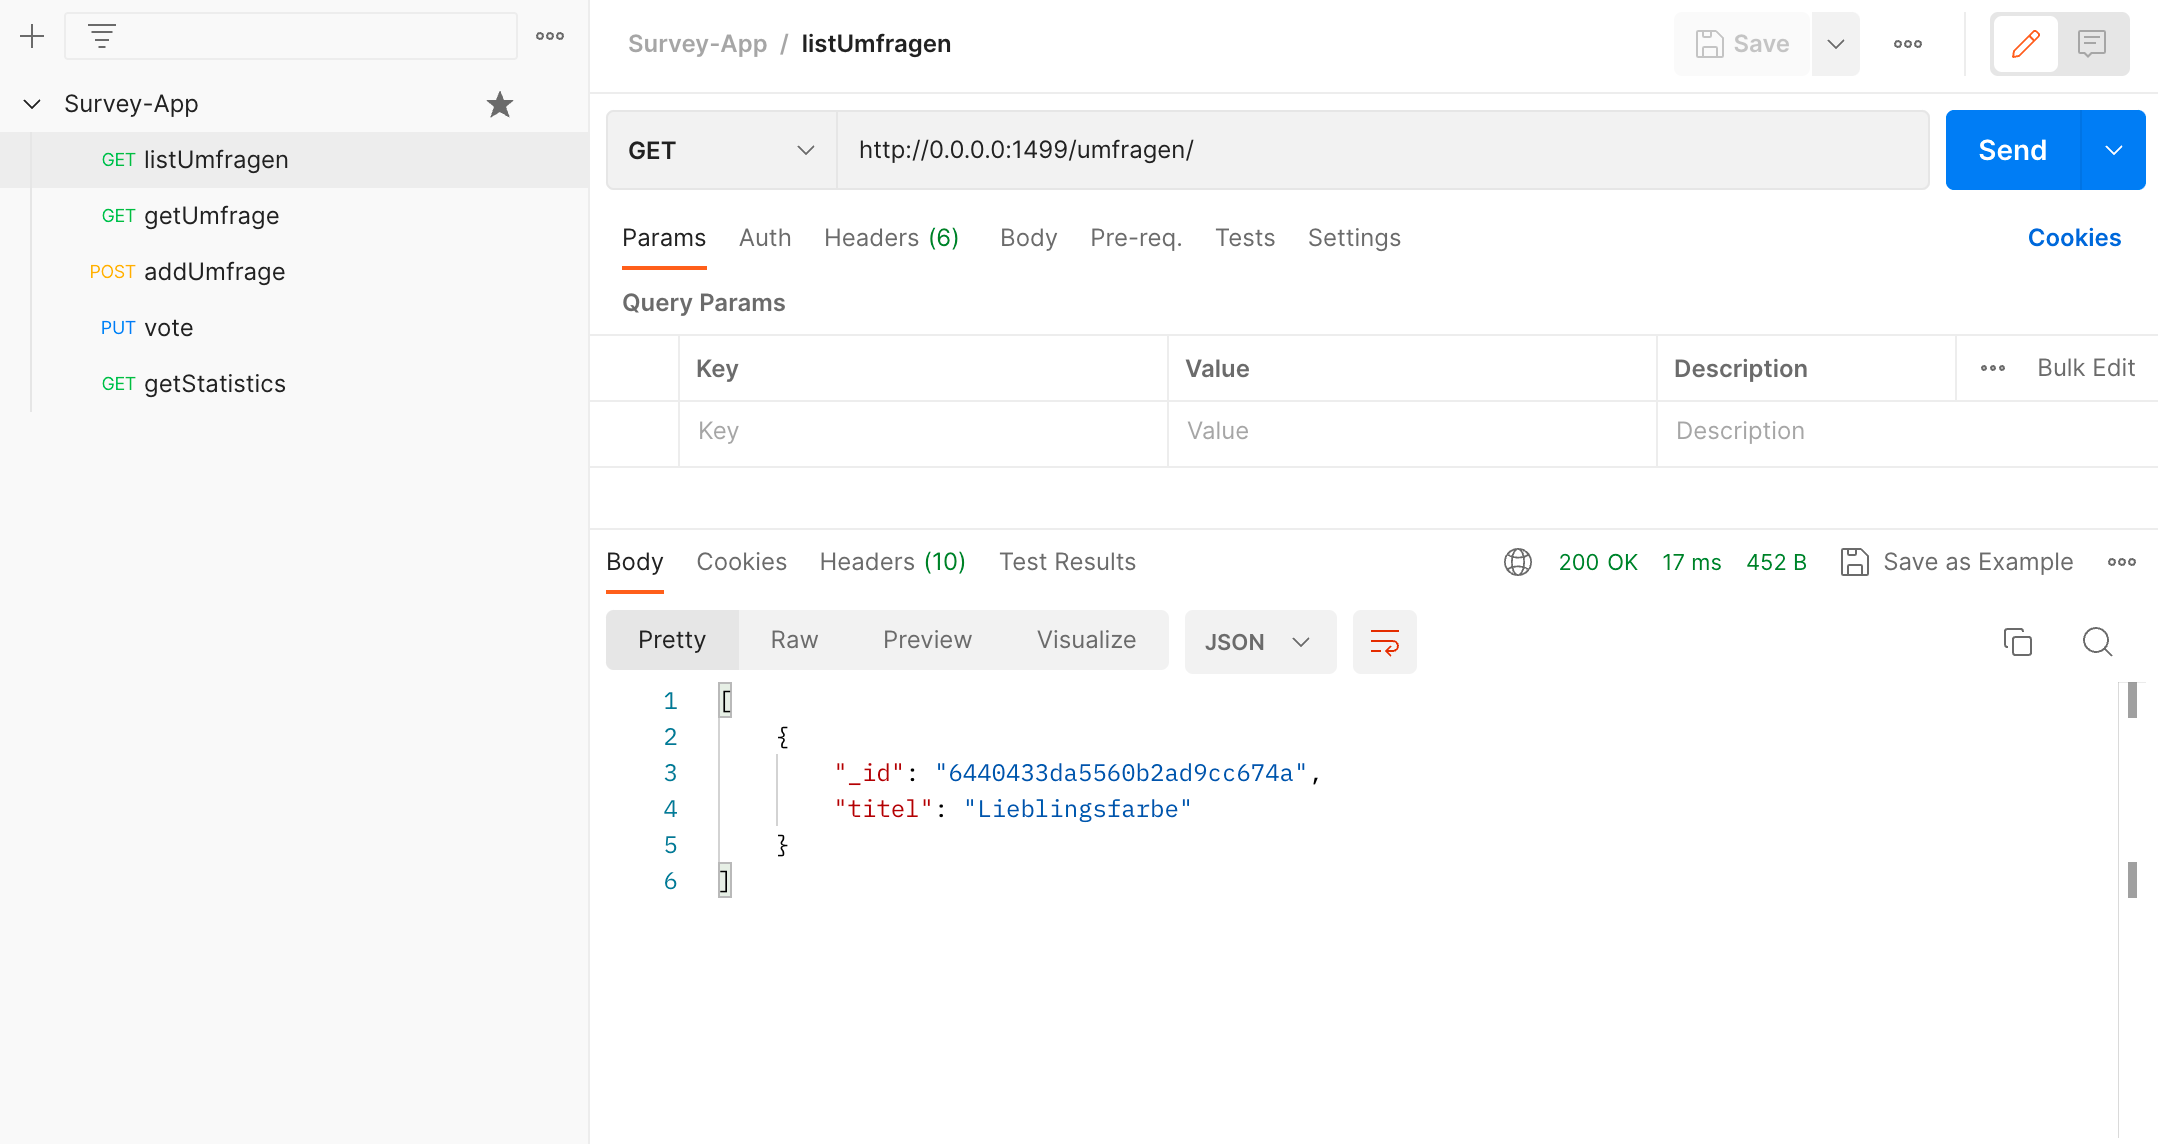 Survey-App
GET listUmfragen
GET getUmfrage
POST addUmfrage
PUT vote
GET getStatistics
Survey-App / listUmfragen
Save
GET http://0.0.0.0:1499/umfragen/
Send
Params Auth Headers (6) Body Pre-req. Tests Settings Cookies
Query Params
Key Value Description Bulk Edit
Key Value Description
Body Cookies Headers (10) Test Results 200 OK 17 ms 452 B Save as Example
Pretty Raw Preview Visualize JSON
1 [
2 {
3 "_id": "6440433da5560b2ad9cc674a",
4 "titel": "Lieblingsfarbe"
5 }
6 ]